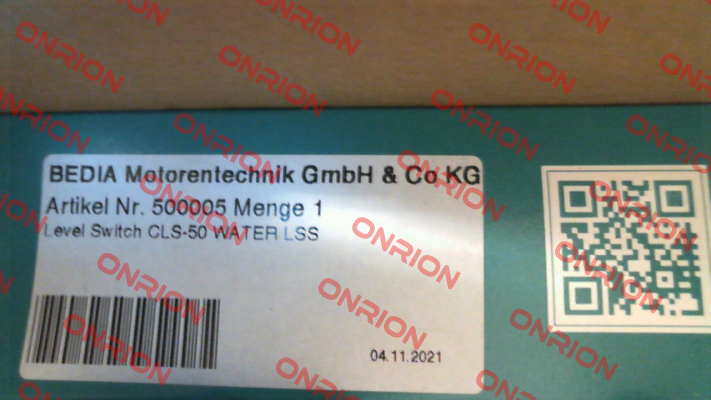 BEDIA Motorentechnik GmbH & Co KG
Artikel Nr. 500005 Menge 1
Level Switch CLS-50 WATER LSS
04.11.2021
ONRION